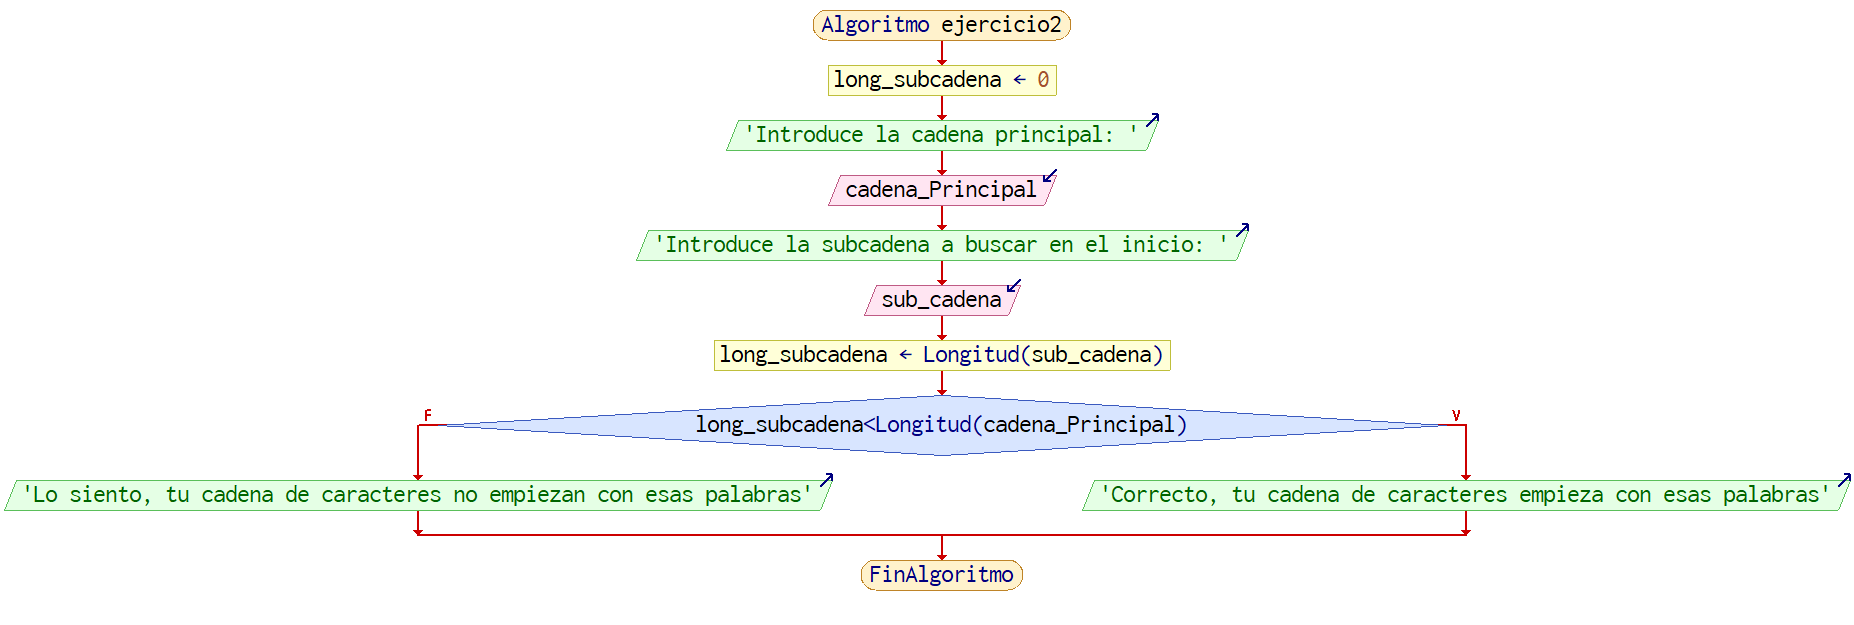 Algoritmo ejercicio2
long_subcadena ← 0
'Introduce la cadena principal: '
cadena_Principal
'Introduce la subcadena a buscar en el inicio: '
sub_cadena
long_subcadena ← Longitud(sub_cadena)
F
V
long_subcadena<Longitud(cadena_Principal)
'Lo siento, tu cadena de caracteres no empiezan con esas palabras'
'Correcto, tu cadena de caracteres empieza con esas palabras'
FinAlgoritmo